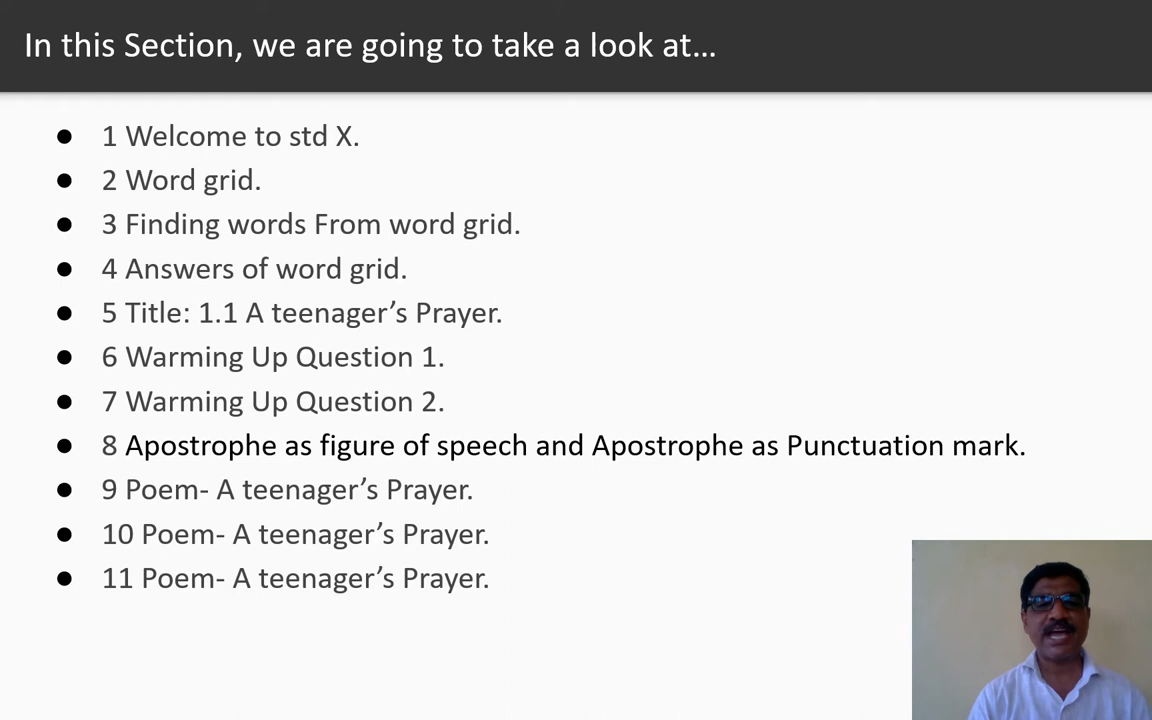 In this Section, we are going to take a look at…
● 1 Welcome to std X.
● 2 Word grid.
● 3 Finding words From word grid.
● 4 Answers of word grid.
● 5 Title: 1.1 A teenager’s Prayer.
● 6 Warming Up Question 1.
● 7 Warming Up Question 2.
● 8 Apostrophe as figure of speech and Apostrophe as Punctuation mark.
● 9 Poem- A teenager’s Prayer.
● 10 Poem- A teenager’s Prayer.
● 11 Poem- A teenager’s Prayer.